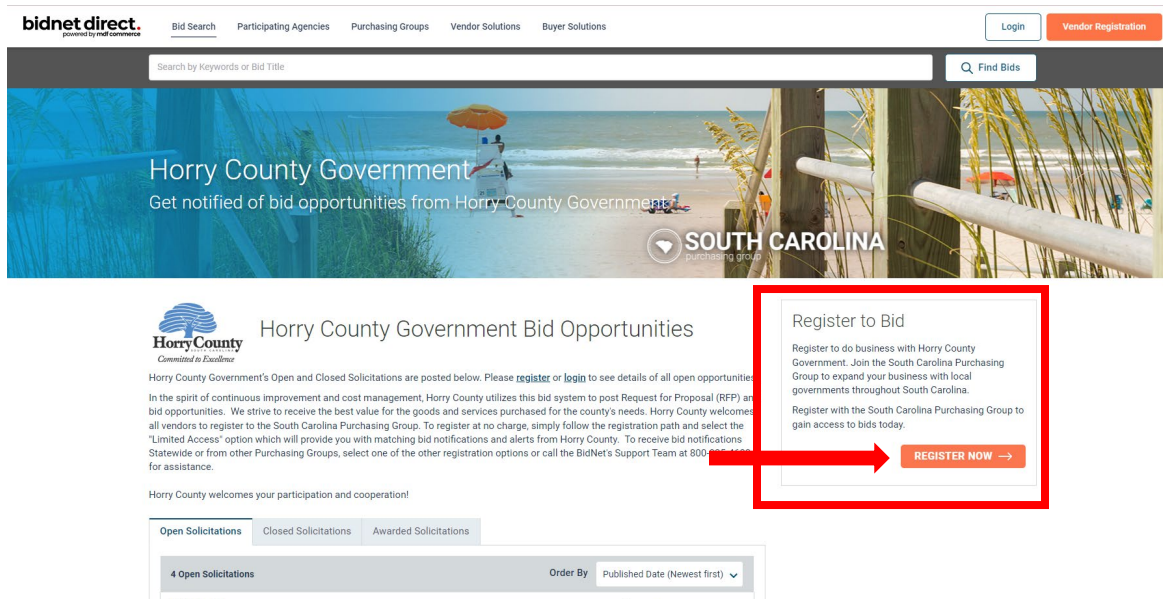 bidnet direct.
powered by mdf commerce
Bid Search Participating Agencies Purchasing Groups Vendor Solutions Buyer Solutions Login Vendor Registration
Search by Keywords or Bid Title Find Bids
Horry County Government
Get notified of bid opportunities from Horry County Government
SOUTH CAROLINA
purchasing group
Horry County
SOUTH CAROLINA
Committed to Excellence
Horry County Government Bid Opportunities
Horry County Government's Open and Closed Solicitations are posted below. Please register or login to see details of all open opportunities
In the spirit of continuous improvement and cost management, Horry County utilizes this bid system to post Request for Proposal (RFP) an
bid opportunities. We strive to receive the best value for the goods and services purchased for the county's needs. Horry County welcomes
all vendors to register to the South Carolina Purchasing Group. To register at no charge, simply follow the registration path and select the
"Limited Access" option which will provide you with matching bid notifications and alerts from Horry County. To receive bid notifications
Statewide or from other Purchasing Groups, select one of the other registration options or call the BidNet's Support Team at
for assistance.
Horry County welcomes your participation and cooperation!
Register to Bid
Register to do business with Horry County
Government. Join the South Carolina Purchasing
Group to expand your business with local
governments throughout South Carolina.
Register with the South Carolina Purchasing Group to
gain access to bids today.
REGISTER NOW →
Open Solicitations Closed Solicitations Awarded Solicitations
4 Open Solicitations Order By Published Date (Newest first)